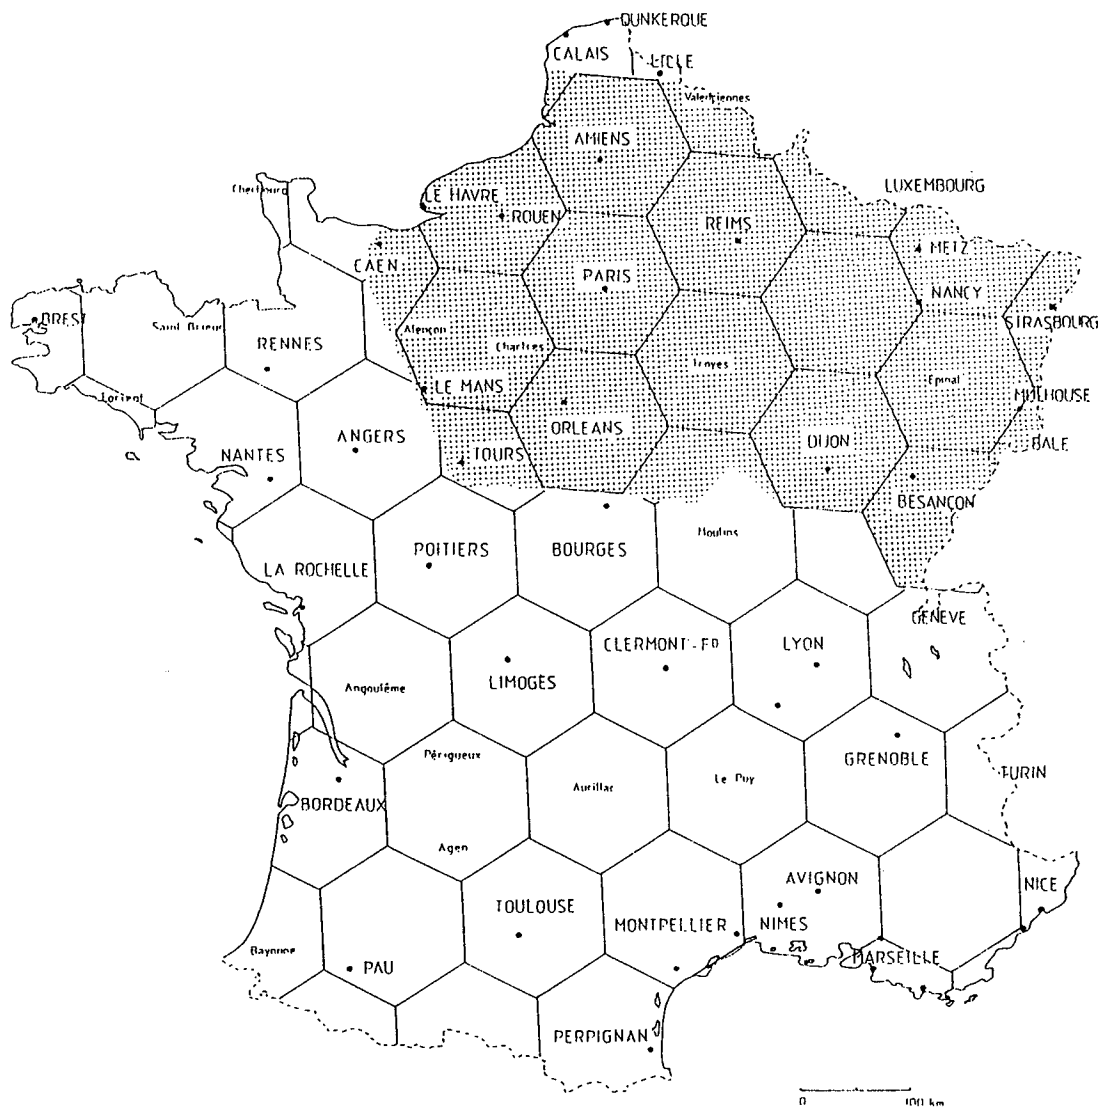 DUNKERQUE
CALAIS
LILLE
Valenciennes
AMIENS
Cherbourg
LE HAVRE
LUXEMBOURG
ROUEN
REIMS
METZ
CAEN
PARIS
NANCY
BREST
Saint Brieuc
STRASBOURG
Alençon
RENNES
Chartres
Troyes
Epinal
LE MANS
MULHOUSE
Lorient
ORLEANS
ANGERS
DIJON
BALE
NANTES
TOURS
BESANÇON
Moulins
POITIERS
BOURGES
LA ROCHELLE
GENEVE
CLERMONT-FD
LYON
LIMOGES
Angoulême
Périgueux
GRENOBLE
TURIN
Le Puy
Aurillac
BORDEAUX
Agen
AVIGNON
NICE
TOULOUSE
MONTPELLIER
NIMES
Bayonne
MARSEILLE
PAU
PERPIGNAN
0 100 km